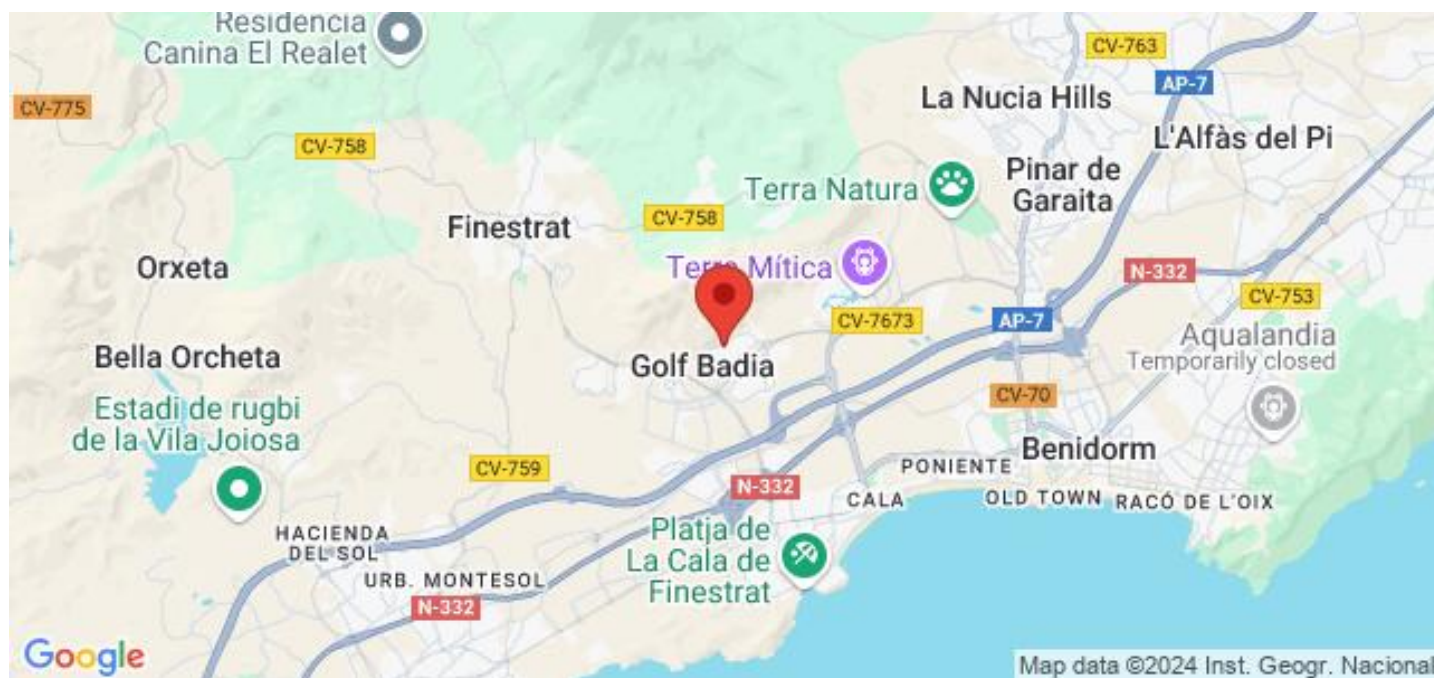 Residencia
Canina El Realet
CV-763
AP-7
CV-775
La Nucia Hills
L'Alfàs del Pi
CV-758
Terra Natura
Pinar de
Garaita
Finestrat
CV-758
Orxeta
Terra Mítica
N-332
CV-753
CV-7673
AP-7
Aqualandia
Temporarily closed
Bella Orcheta
Golf Badia
CV-70
Estadi de rugbi
de la Vila Joiosa
Benidorm
CV-759
PONIENTE
N-332
CALA
OLD TOWN
RACÓ DE L'OIX
HACIENDA
DEL SOL
Platja de
La Cala de
Finestrat
URB. MONTESOL
N-332
Google
Map data ©2024 Inst. Geogr. Nacional